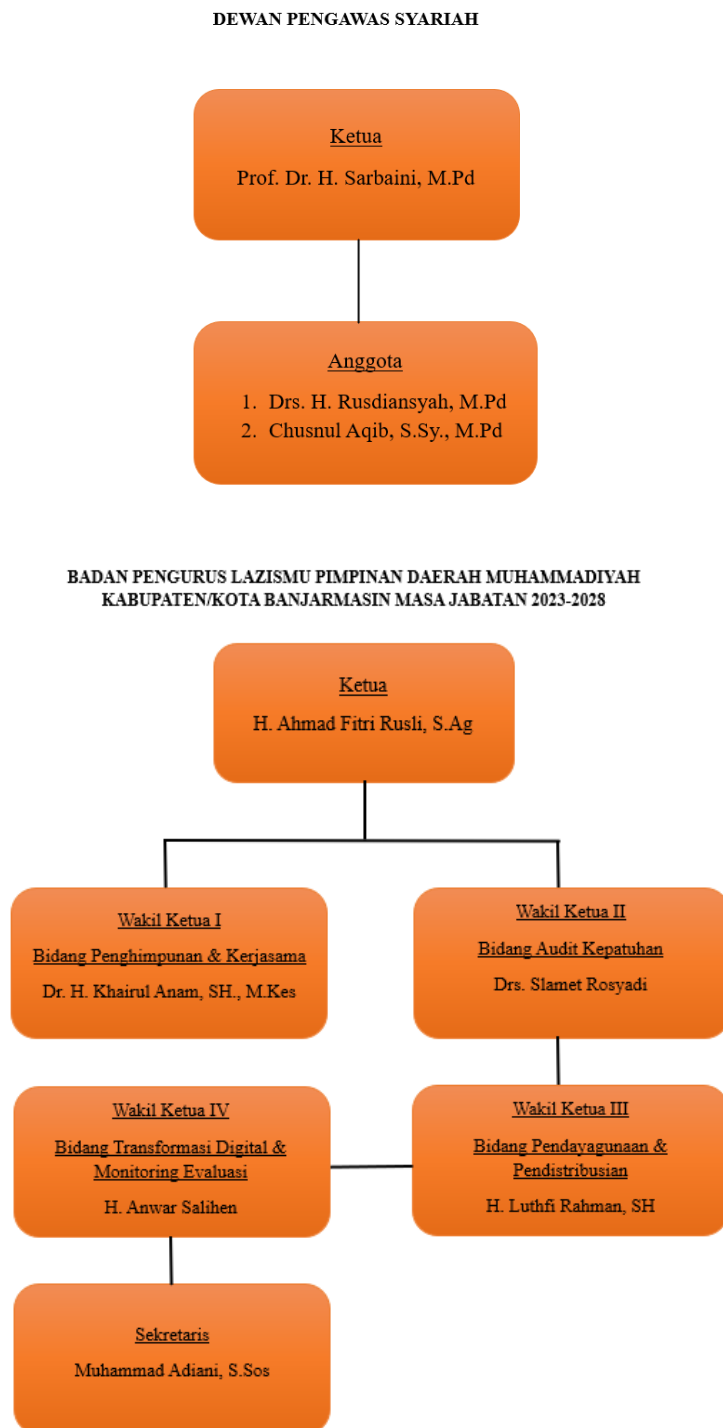 DEWAN PENGAWAS SYARIAH
Ketua
Prof. Dr. H. Sarbaini, M.Pd
Anggota
1. Drs. H. Rusdiansyah, M.Pd
2. Chusnul Aqib, S.Sy., M.Pd
BADAN PENGURUS LAZISMU PIMPINAN DAERAH MUHAMMADIYAH
KABUPATEN/KOTA BANJARMASIN MASA JABATAN 2023-2028
Ketua
H. Ahmad Fitri Rusli, S.Ag
Wakil Ketua I
Bidang Penghimpunan & Kerjasama
Dr. H. Khairul Anam, SH., M.Kes
Wakil Ketua II
Bidang Audit Kepatuhan
Drs. Slamet Rosyadi
Wakil Ketua IV
Bidang Transformasi Digital &
Monitoring Evaluasi
H. Anwar Salihen
Wakil Ketua III
Bidang Pendayagunaan &
Pendistribusian
H. Luthfi Rahman, SH
Sekretaris
Muhammad Adiani, S.Sos